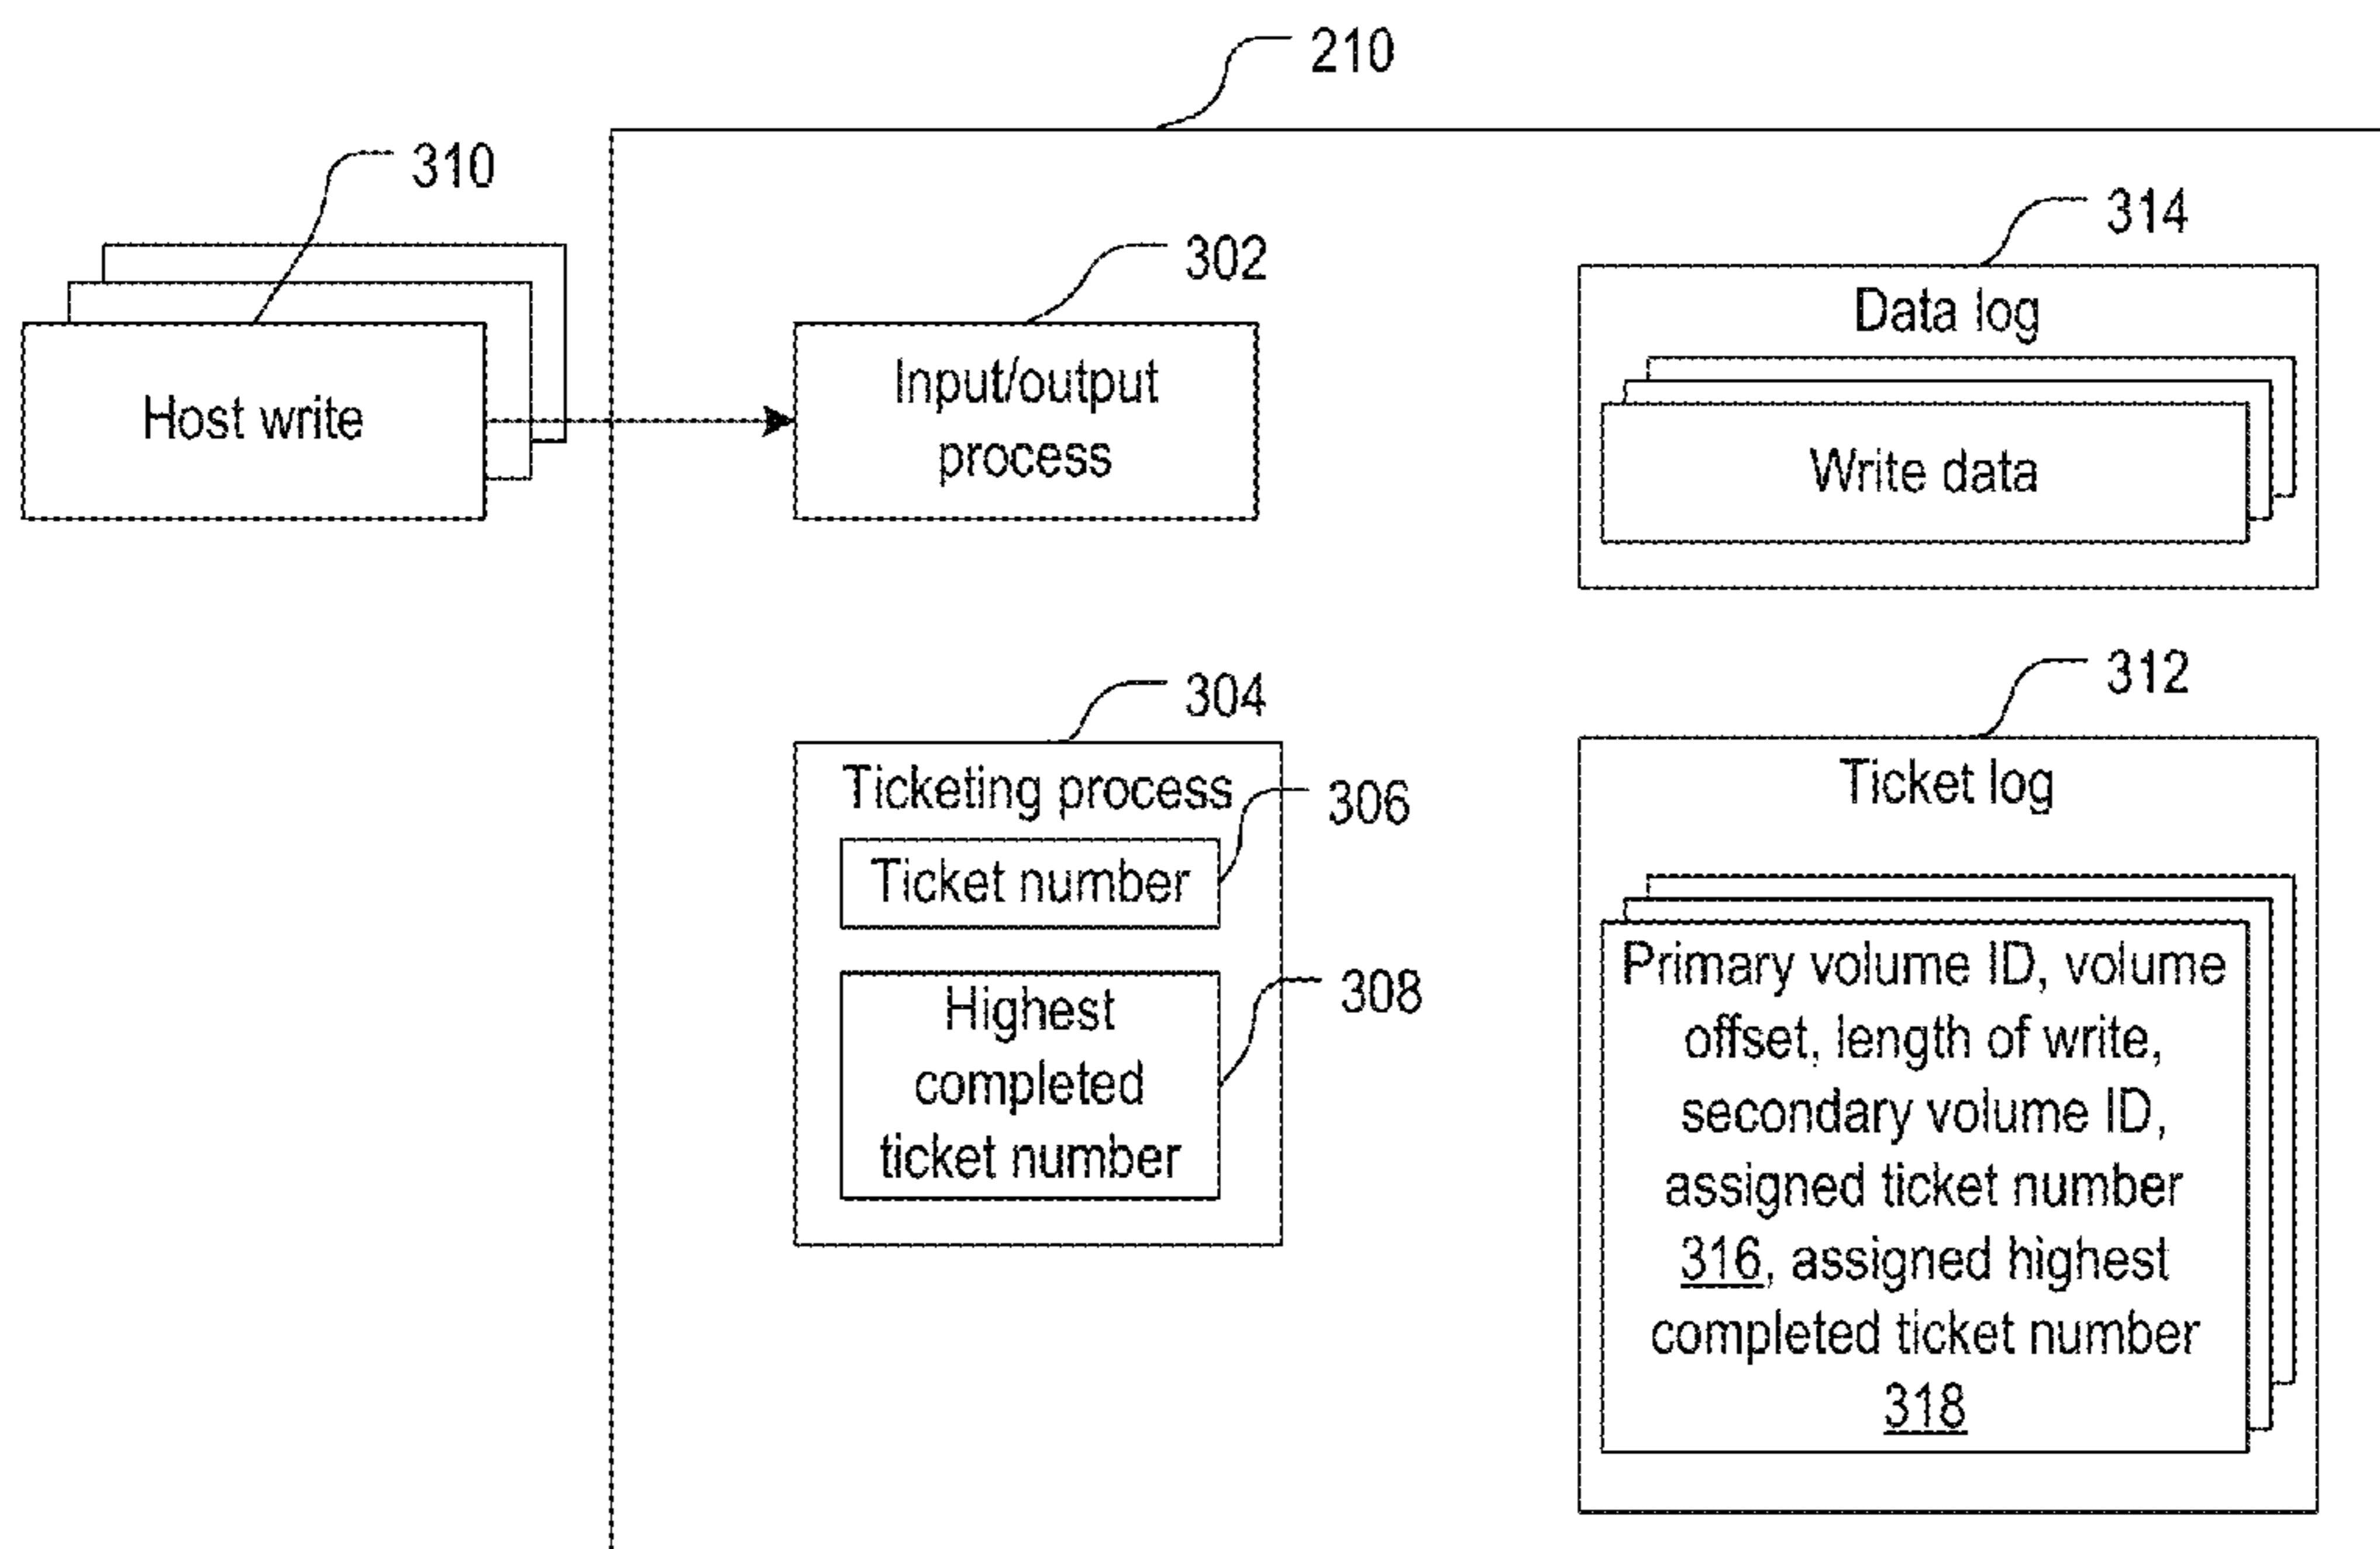 210
310
314
302
Data log
Input/output
process
Host write
Write data
312
304
Ticket log
Ticketing process
306
Ticket number
Highest
completed
ticket number
308
Primary volume ID, volume
offset, length of write,
secondary volume ID,
assigned ticket number
316, assigned highest
completed ticket number
318